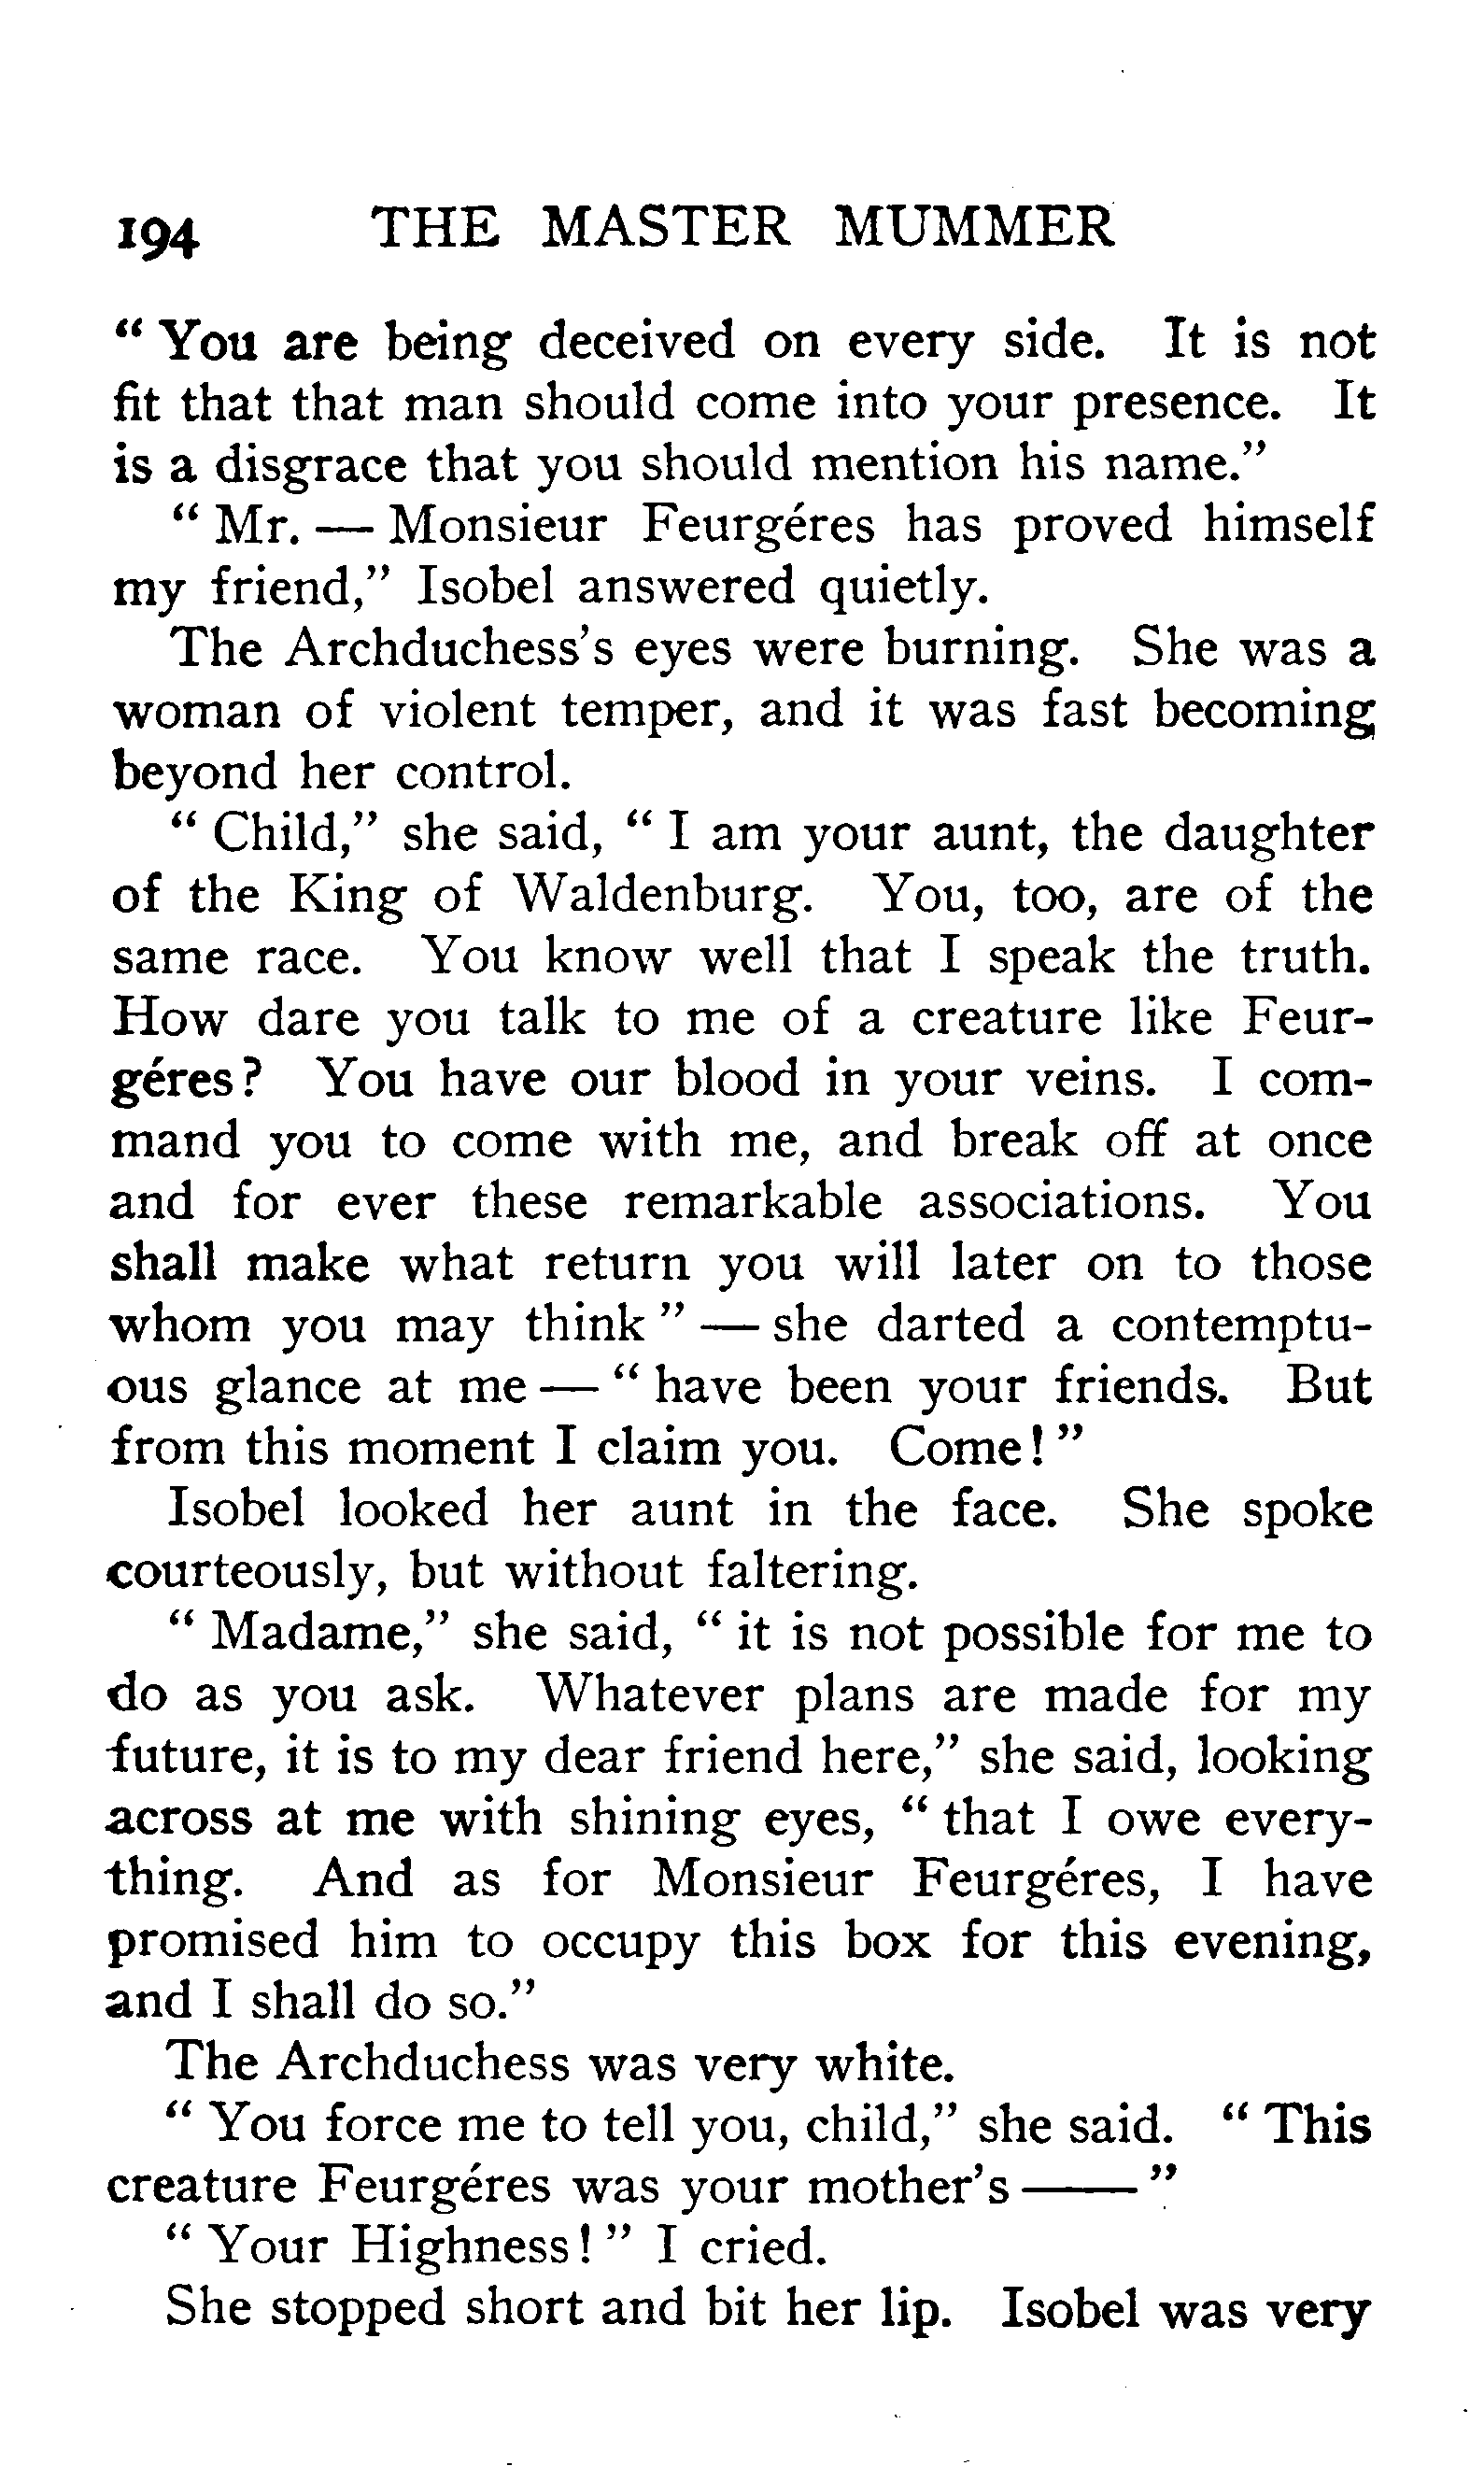 194 THE MASTER MUMMER
“ You are being deceived on every side. It is not
fit that that man should come into your presence. It
is a disgrace that you should mention his name.”
“ Mr. — Monsieur Feurgéres has proved himself
my friend,” Isobel answered quietly.
The Archduchess’s eyes were burning. She was a
woman of violent temper, and it was fast becoming
beyond her control.
“ Child,” she said, “ I am your aunt, the daughter
of the King of Waldenburg. You, too, are of the
same race. You know well that I speak the truth.
How dare you talk to me of a creature like Feur-
géres? You have our blood in your veins. I com-
mand you to come with me, and break off at once
and for ever these remarkable associations. You
shall make what return you will later on to those
whom you may think ” — she darted a contemptu-
ous glance at me — “ have been your friends. But
from this moment I claim you. Come! ”
Isobel looked her aunt in the face. She spoke
courteously, but without faltering.
“ Madame,” she said, “ it is not possible for me to
do as you ask. Whatever plans are made for my
future, it is to my dear friend here,” she said, looking
across at me with shining eyes, “ that I owe every-
thing. And as for Monsieur Feurgéres, I have
promised him to occupy this box for this evening,
and I shall do so.”
The Archduchess was very white.
“ You force me to tell you, child,” she said. “ This
creature Feurgéres was your mother’s —— ”
“ Your Highness! ” I cried.
She stopped short and bit her lip. Isobel was very